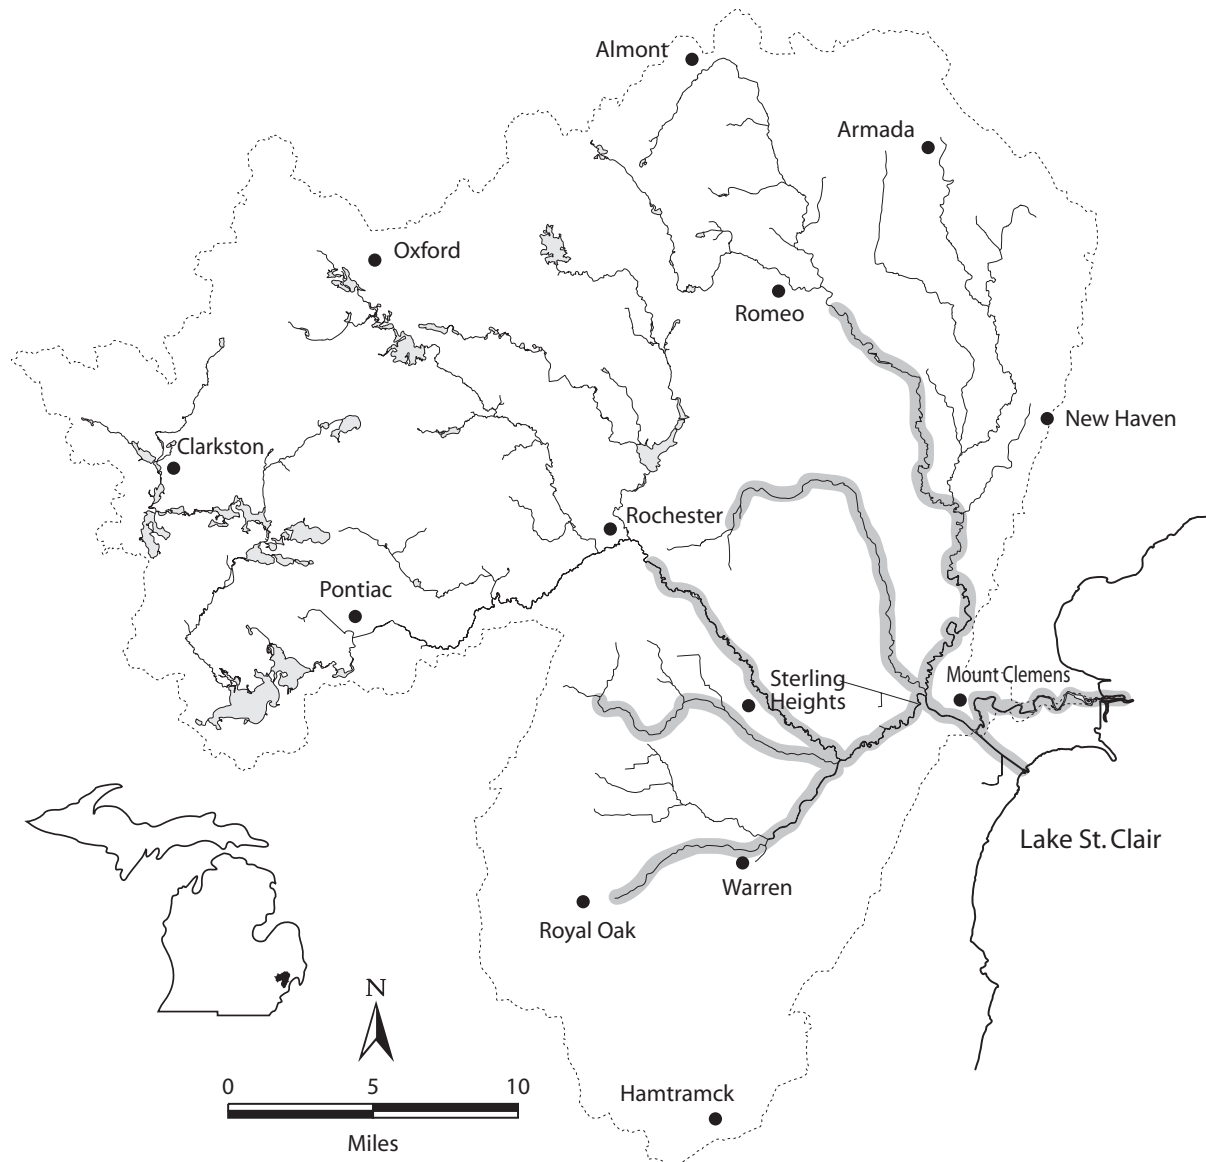 Almont
Armada
Oxford
Romeo
New Haven
Clarkston
Rochester
Pontiac
Mount Clemens
Sterling
Heights
Lake St. Clair
Warren
Royal Oak
N
0 5 10
Miles
Hamtramck